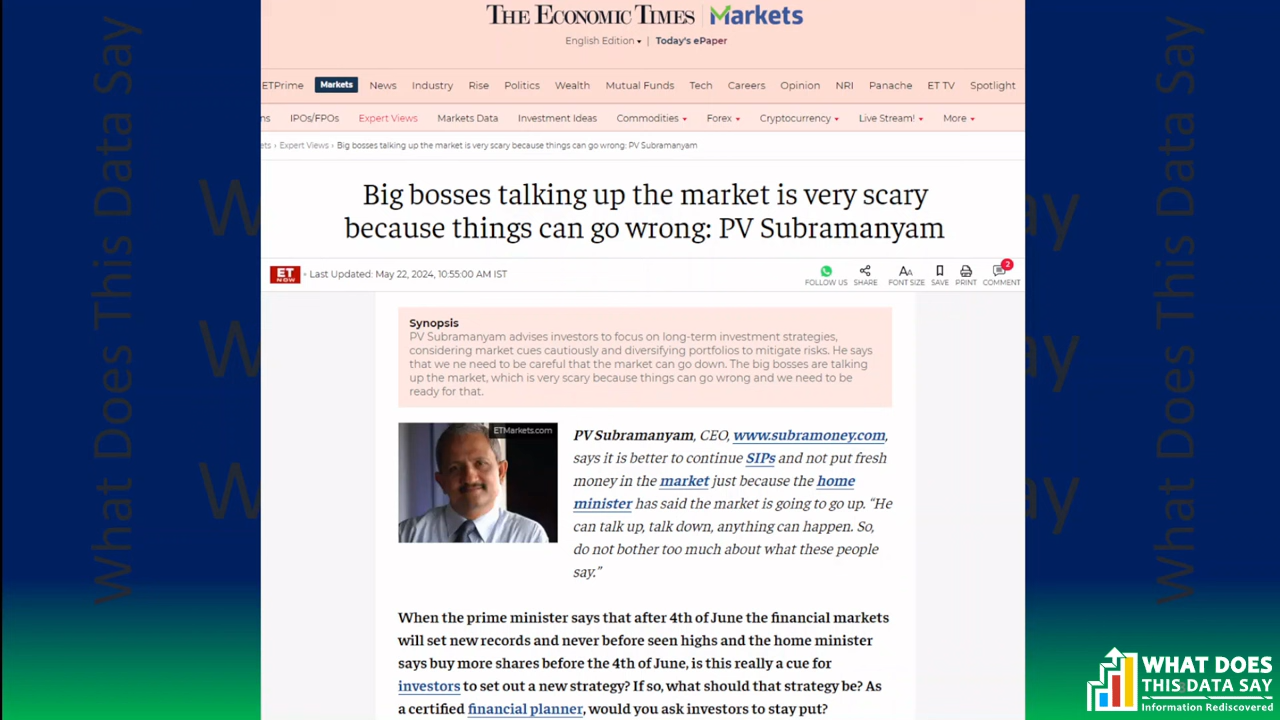 THE ECONOMIC TIMES | Markets
English Edition | Today's ePaper
ETPrime Markets News Industry Rise Politics Wealth Mutual Funds Tech Careers Opinion NRI Panache ET TV Spotlight
ns IPOs/FPOs Expert Views Markets Data Investment Ideas Commodities Forex Cryptocurrency Live Stream! More
ets › Expert Views › Big bosses talking up the market is very scary because things can go wrong: PV Subramanyam
Big bosses talking up the market is very scary
because things can go wrong: PV Subramanyam
ET NOW - Last Updated: May 22, 2024, 10:55:00 AM IST
2
FOLLOW US SHARE FONT SIZE SAVE PRINT COMMENT
Synopsis
PV Subramanyam advises investors to focus on long-term investment strategies,
considering market cues cautiously and diversifying portfolios to mitigate risks. He says
that we ne need to be careful that the market can go down. The big bosses are talking
up the market, which is very scary because things can go wrong and we need to be
ready for that.
ETMarkets.com
PV Subramanyam, CEO, www.subramoney.com,
says it is better to continue SIPs and not put fresh
money in the market just because the home
minister has said the market is going to go up. “He
can talk up, talk down, anything can happen. So,
do not bother too much about what these people
say.”
When the prime minister says that after 4th of June the financial markets
will set new records and never before seen highs and the home minister
says buy more shares before the 4th of June, is this really a cue for
investors to set out a new strategy? If so, what should that strategy be? As
a certified financial planner, would you ask investors to stay put?
What Does This Data Say
What Does This Data Say
WHAT DOES
THIS DATA SAY
Information Rediscovered